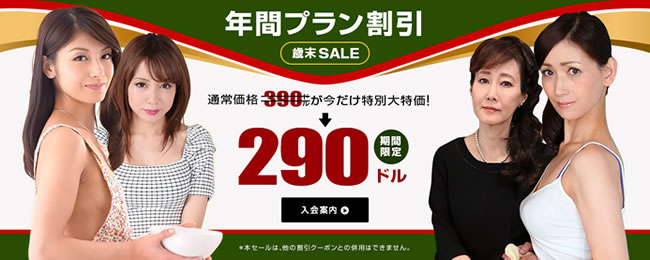 年間プラン割引
歳末SALE
通常価格 390ドルが今だけ特別大特価!
290ドル
期間
限定
入会案内
*本セールは、他の割引クーポンとの併用はできません。